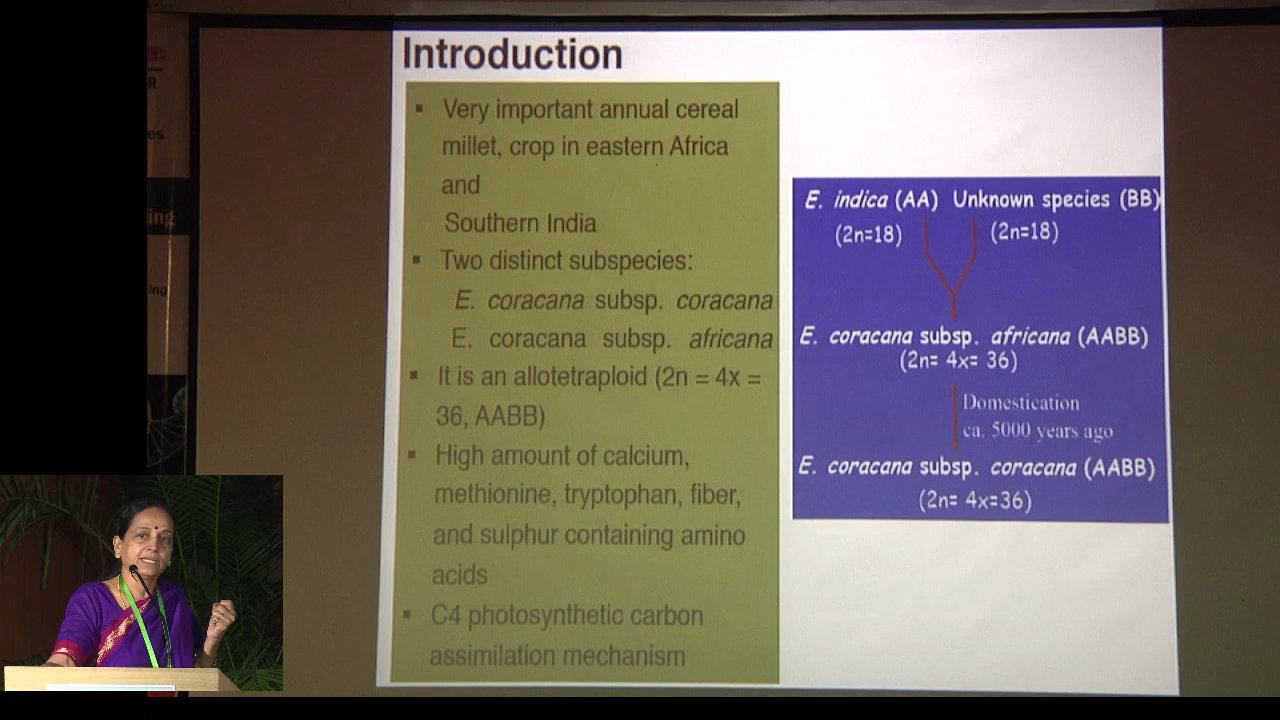 Introduction
▪ Very important annual cereal
millet, crop in eastern Africa
and
Southern India
▪ Two distinct subspecies:
E. coracana subsp. coracana
E. coracana subsp. africana
▪ It is an allotetraploid (2n = 4x =
36, AABB)
▪ High amount of calcium,
methionine, tryptophan, fiber,
and sulphur containing amino
acids
▪ C4 photosynthetic carbon
assimilation mechanism
E. indica (AA) Unknown species (BB)
(2n=18) (2n=18)
E. coracana subsp. africana (AABB)
(2n= 4x= 36)
Domestication
ca. 5000 years ago
E. coracana subsp. coracana (AABB)
(2n= 4x=36)
R
es
ing
ing